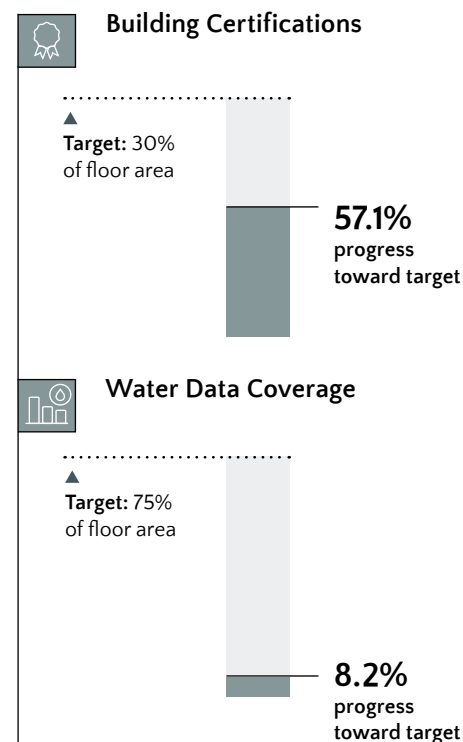 Building Certifications
Target: 30%
of floor area
57.1%
progress
toward target
Water Data Coverage
Target: 75%
of floor area
8.2%
progress
toward target